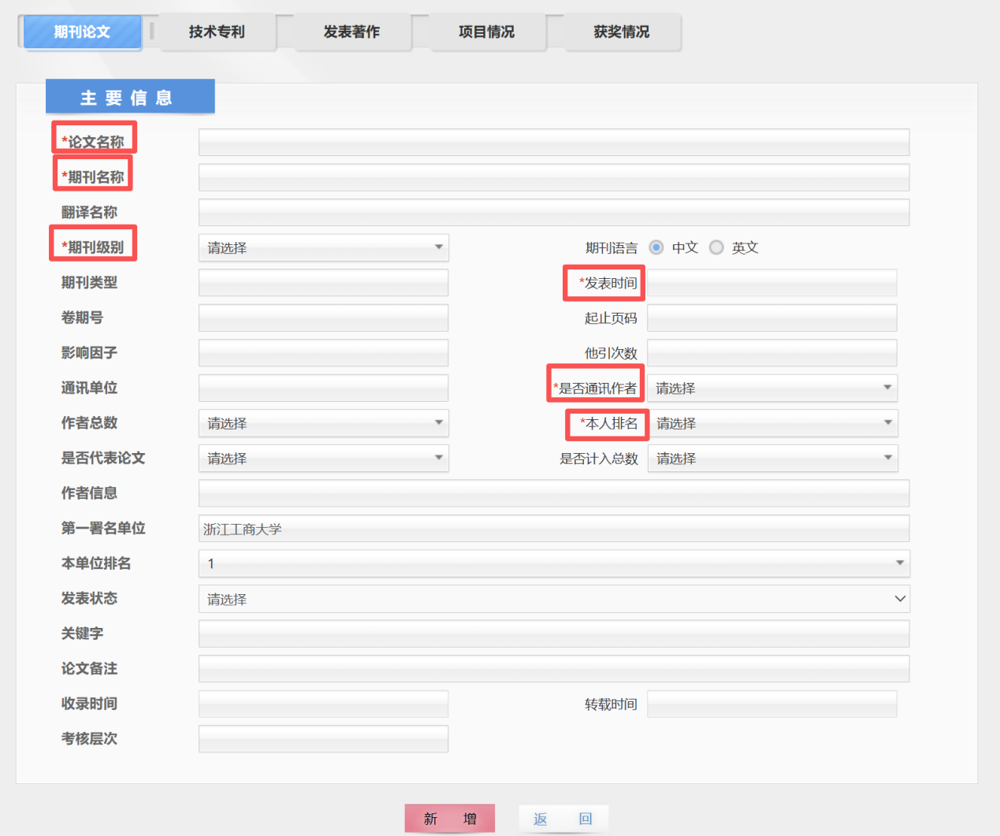 期刊论文 技术专利 发表著作 项目情况 获奖情况
主要信息
*论文名称
*期刊名称
翻译名称
*期刊级别 请选择 期刊语言 中文 英文
期刊类型 *发表时间
卷期号 起止页码
影响因子 他引次数
通讯单位 *是否通讯作者 请选择
作者总数 请选择 *本人排名 请选择
是否代表论文 请选择 是否计入总数 请选择
作者信息
第一署名单位 浙江工商大学
本单位排名 1
发表状态 请选择
关键字
论文备注
收录时间 转载时间
考核层次
新 增 返 回